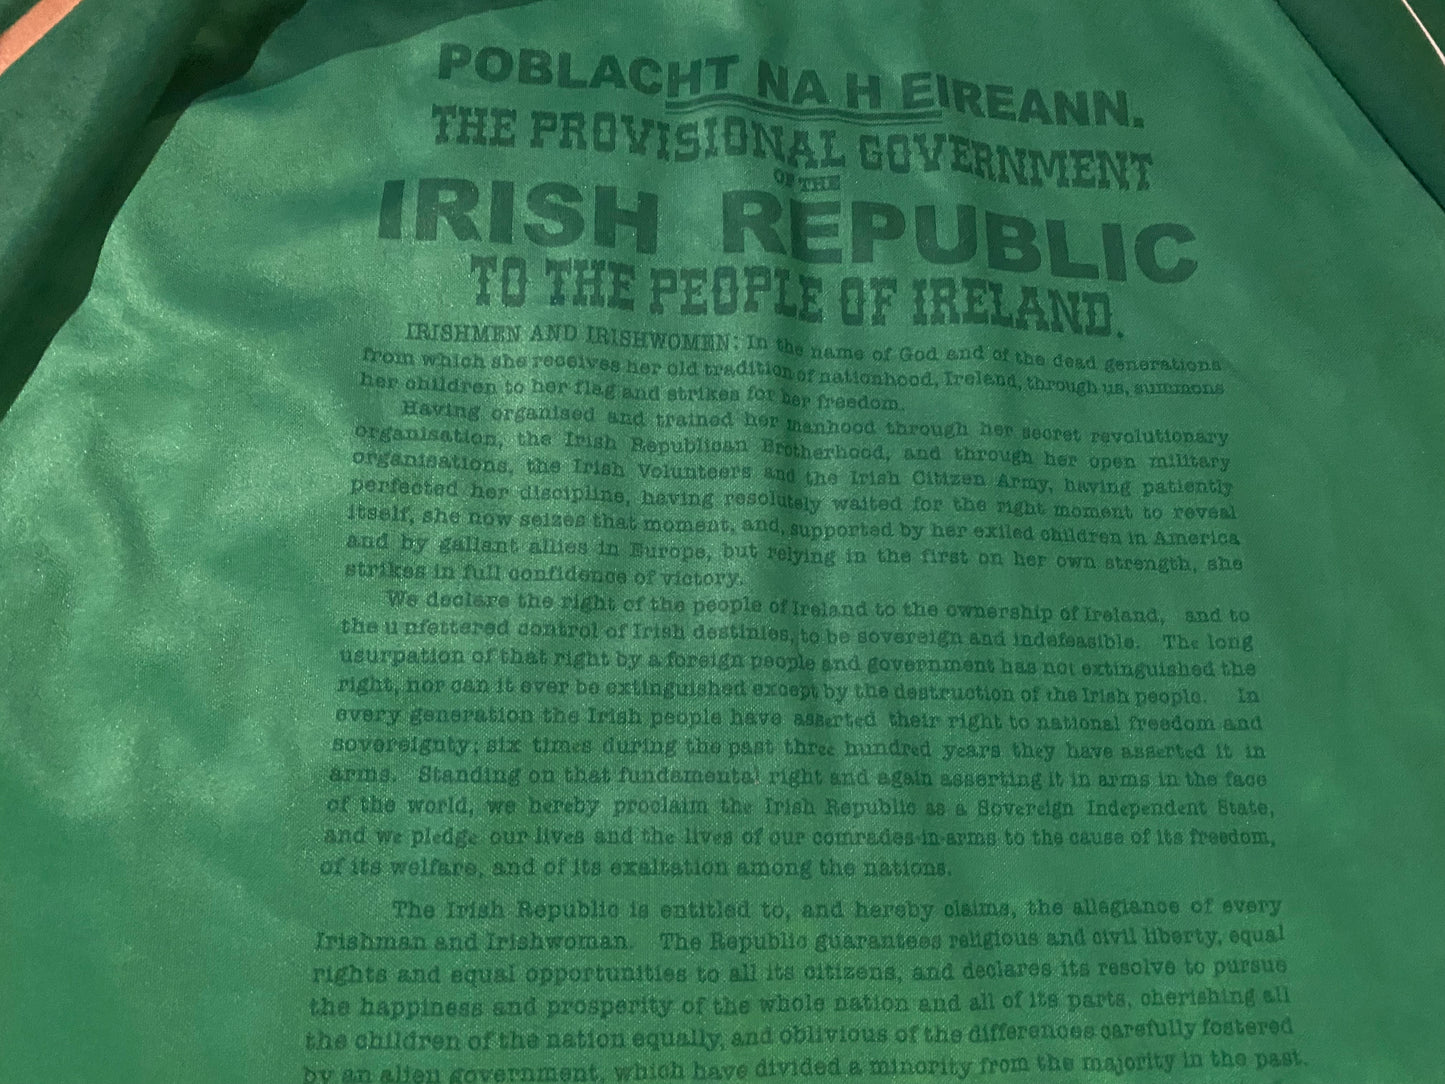 POBLACHT NA H EIREANN.
THE PROVISIONAL GOVERNMENT
OF THE
IRISH REPUBLIC
TO THE PEOPLE OF IRELAND.
IRISHMEN AND IRISHWOMEN: In the name of God and of the dead generations
from which she receives her old tradition of nationhood, Ireland, through us, summons
her children to her flag and strikes for her freedom.
Having organised and trained her manhood through her secret revolutionary
organisation, the Irish Republican Brotherhood, and through her open military
organisations, the Irish Volunteers and the Irish Citizen Army, having patiently
perfected her discipline, having resolutely waited for the right moment to reveal
itself, she now seizes that moment, and, supported by her exiled children in America
and by gallant allies in Europe, but relying in the first on her own strength, she
strikes in full confidence of victory.
We declare the right of the people of Ireland to the ownership of Ireland, and to
the u nfettered control of Irish destinies, to be sovereign and indefeasible. The long
usurpation of that right by a foreign people and government has not extinguished the
right, nor can it ever be extinguished except by the destruction of the Irish people. In
every generation the Irish people have asserted their right to national freedom and
sovereignty; six times during the past three hundred years they have asserted it in
arms. Standing on that fundamental right and again asserting it in arms in the face
of the world, we hereby proclaim the Irish Republic as a Sovereign Independent State,
and we pledge our lives and the lives of our comrades-in-arms to the cause of its freedom,
of its welfare, and of its exaltation among the nations.
The Irish Republic is entitled to, and hereby claims, the allegiance of every
Irishman and Irishwoman. The Republic guarantees religious and civil liberty, equal
rights and equal opportunities to all its citizens, and declares its resolve to pursue
the happiness and prosperity of the whole nation and all of its parts, cherishing all
the children of the nation equally, and oblivious of the differences carefully fostered
by an alien government, which have divided a minority from the majority in the past.